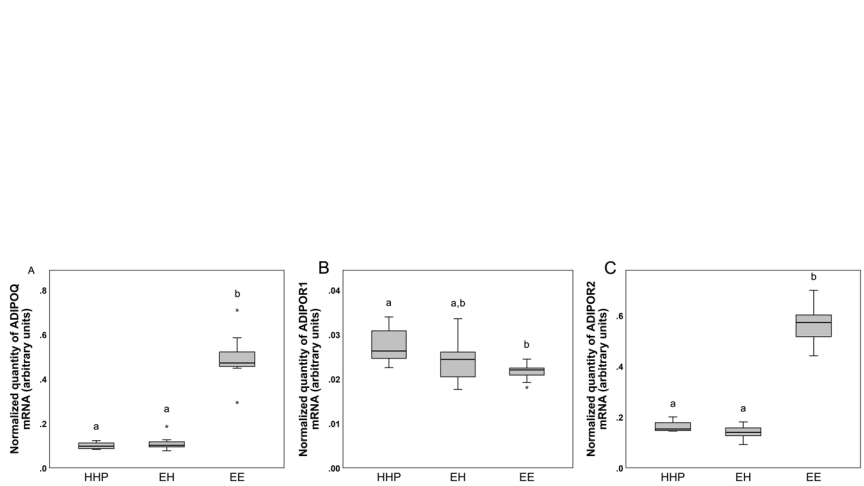 A
Normalized quantity of ADIPOQ
mRNA (arbitrary units)
.8
.6
.4
.2
.0
a
a
b
*
*
*
HHP
EH
EE
B
Normalized quantity of ADIPOR1
mRNA (arbitrary units)
.04
.03
.02
.01
.00
a
a,b
b
*
HHP
EH
EE
C
Normalized quantity of ADIPOR2
mRNA (arbitrary units)
.6
.4
.2
.0
a
a
b
HHP
EH
EE